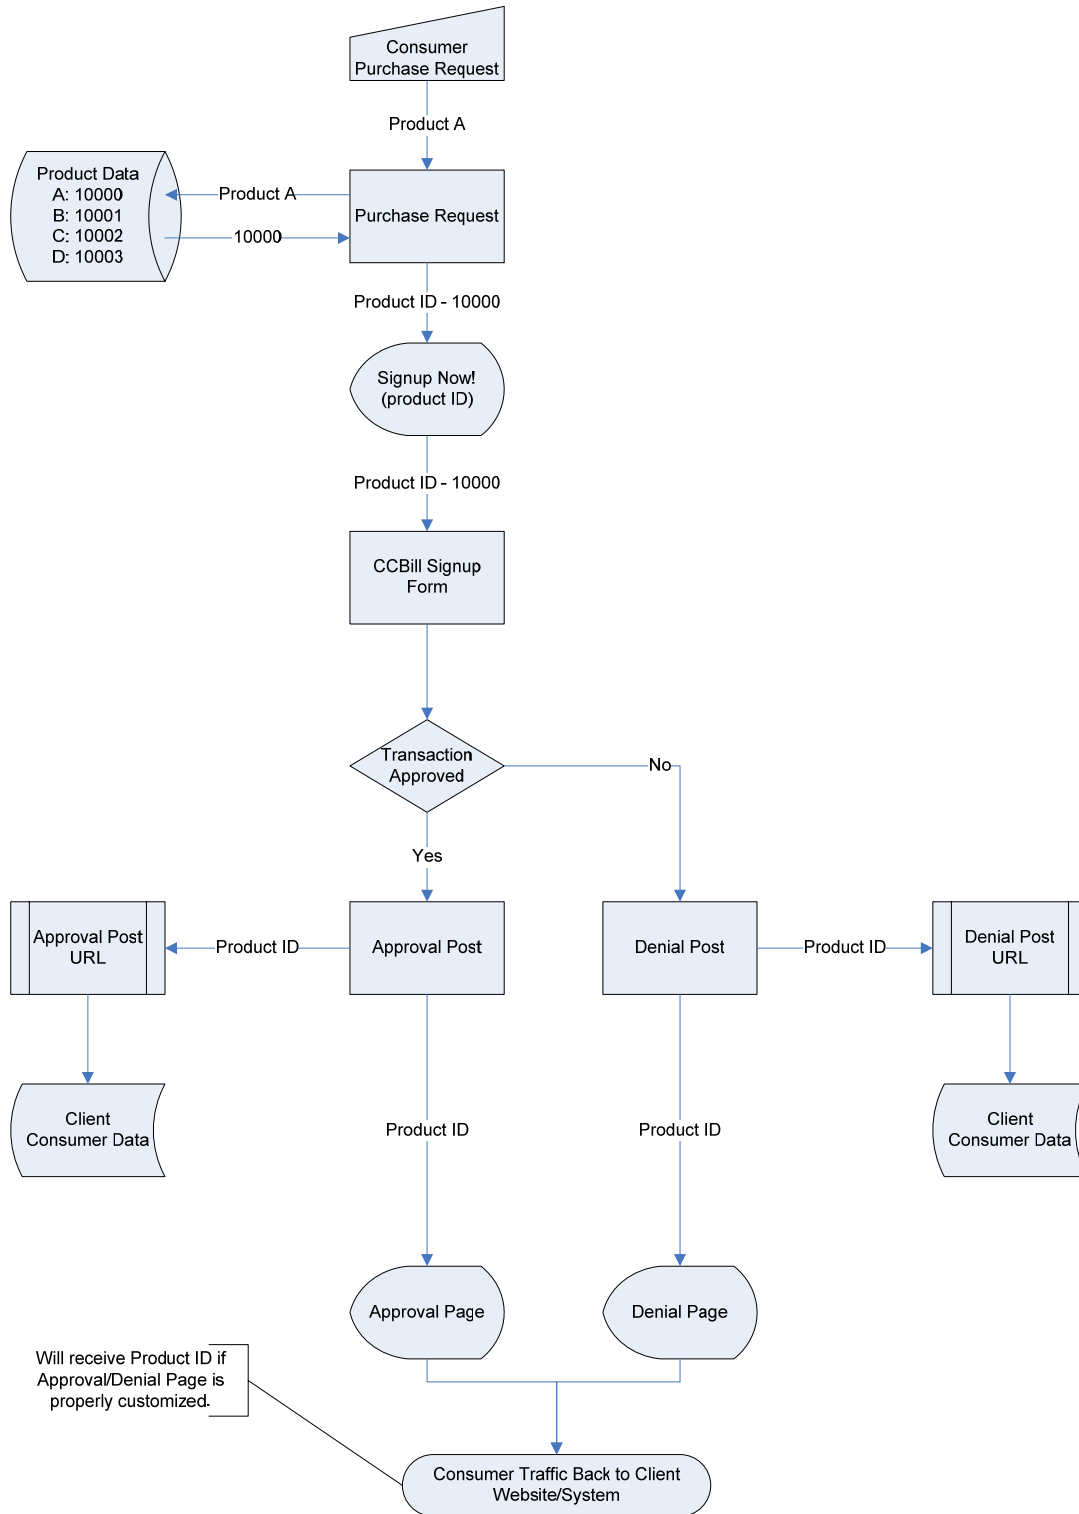 Consumer
Purchase Request
Product A
Product Data
A: 10000
B: 10001
C: 10002
D: 10003
Product A
10000
Purchase Request
Product ID - 10000
Signup Now!
(product ID)
Product ID - 10000
CCBill Signup
Form
Transaction
Approved
No
Yes
Approval Post
URL
Product ID
Approval Post
Denial Post
Product ID
Denial Post
URL
Client
Consumer Data
Product ID
Product ID
Client
Consumer Data
Approval Page
Denial Page
Will receive Product ID if
Approval/Denial Page is
properly customized.
Consumer Traffic Back to Client
Website/System